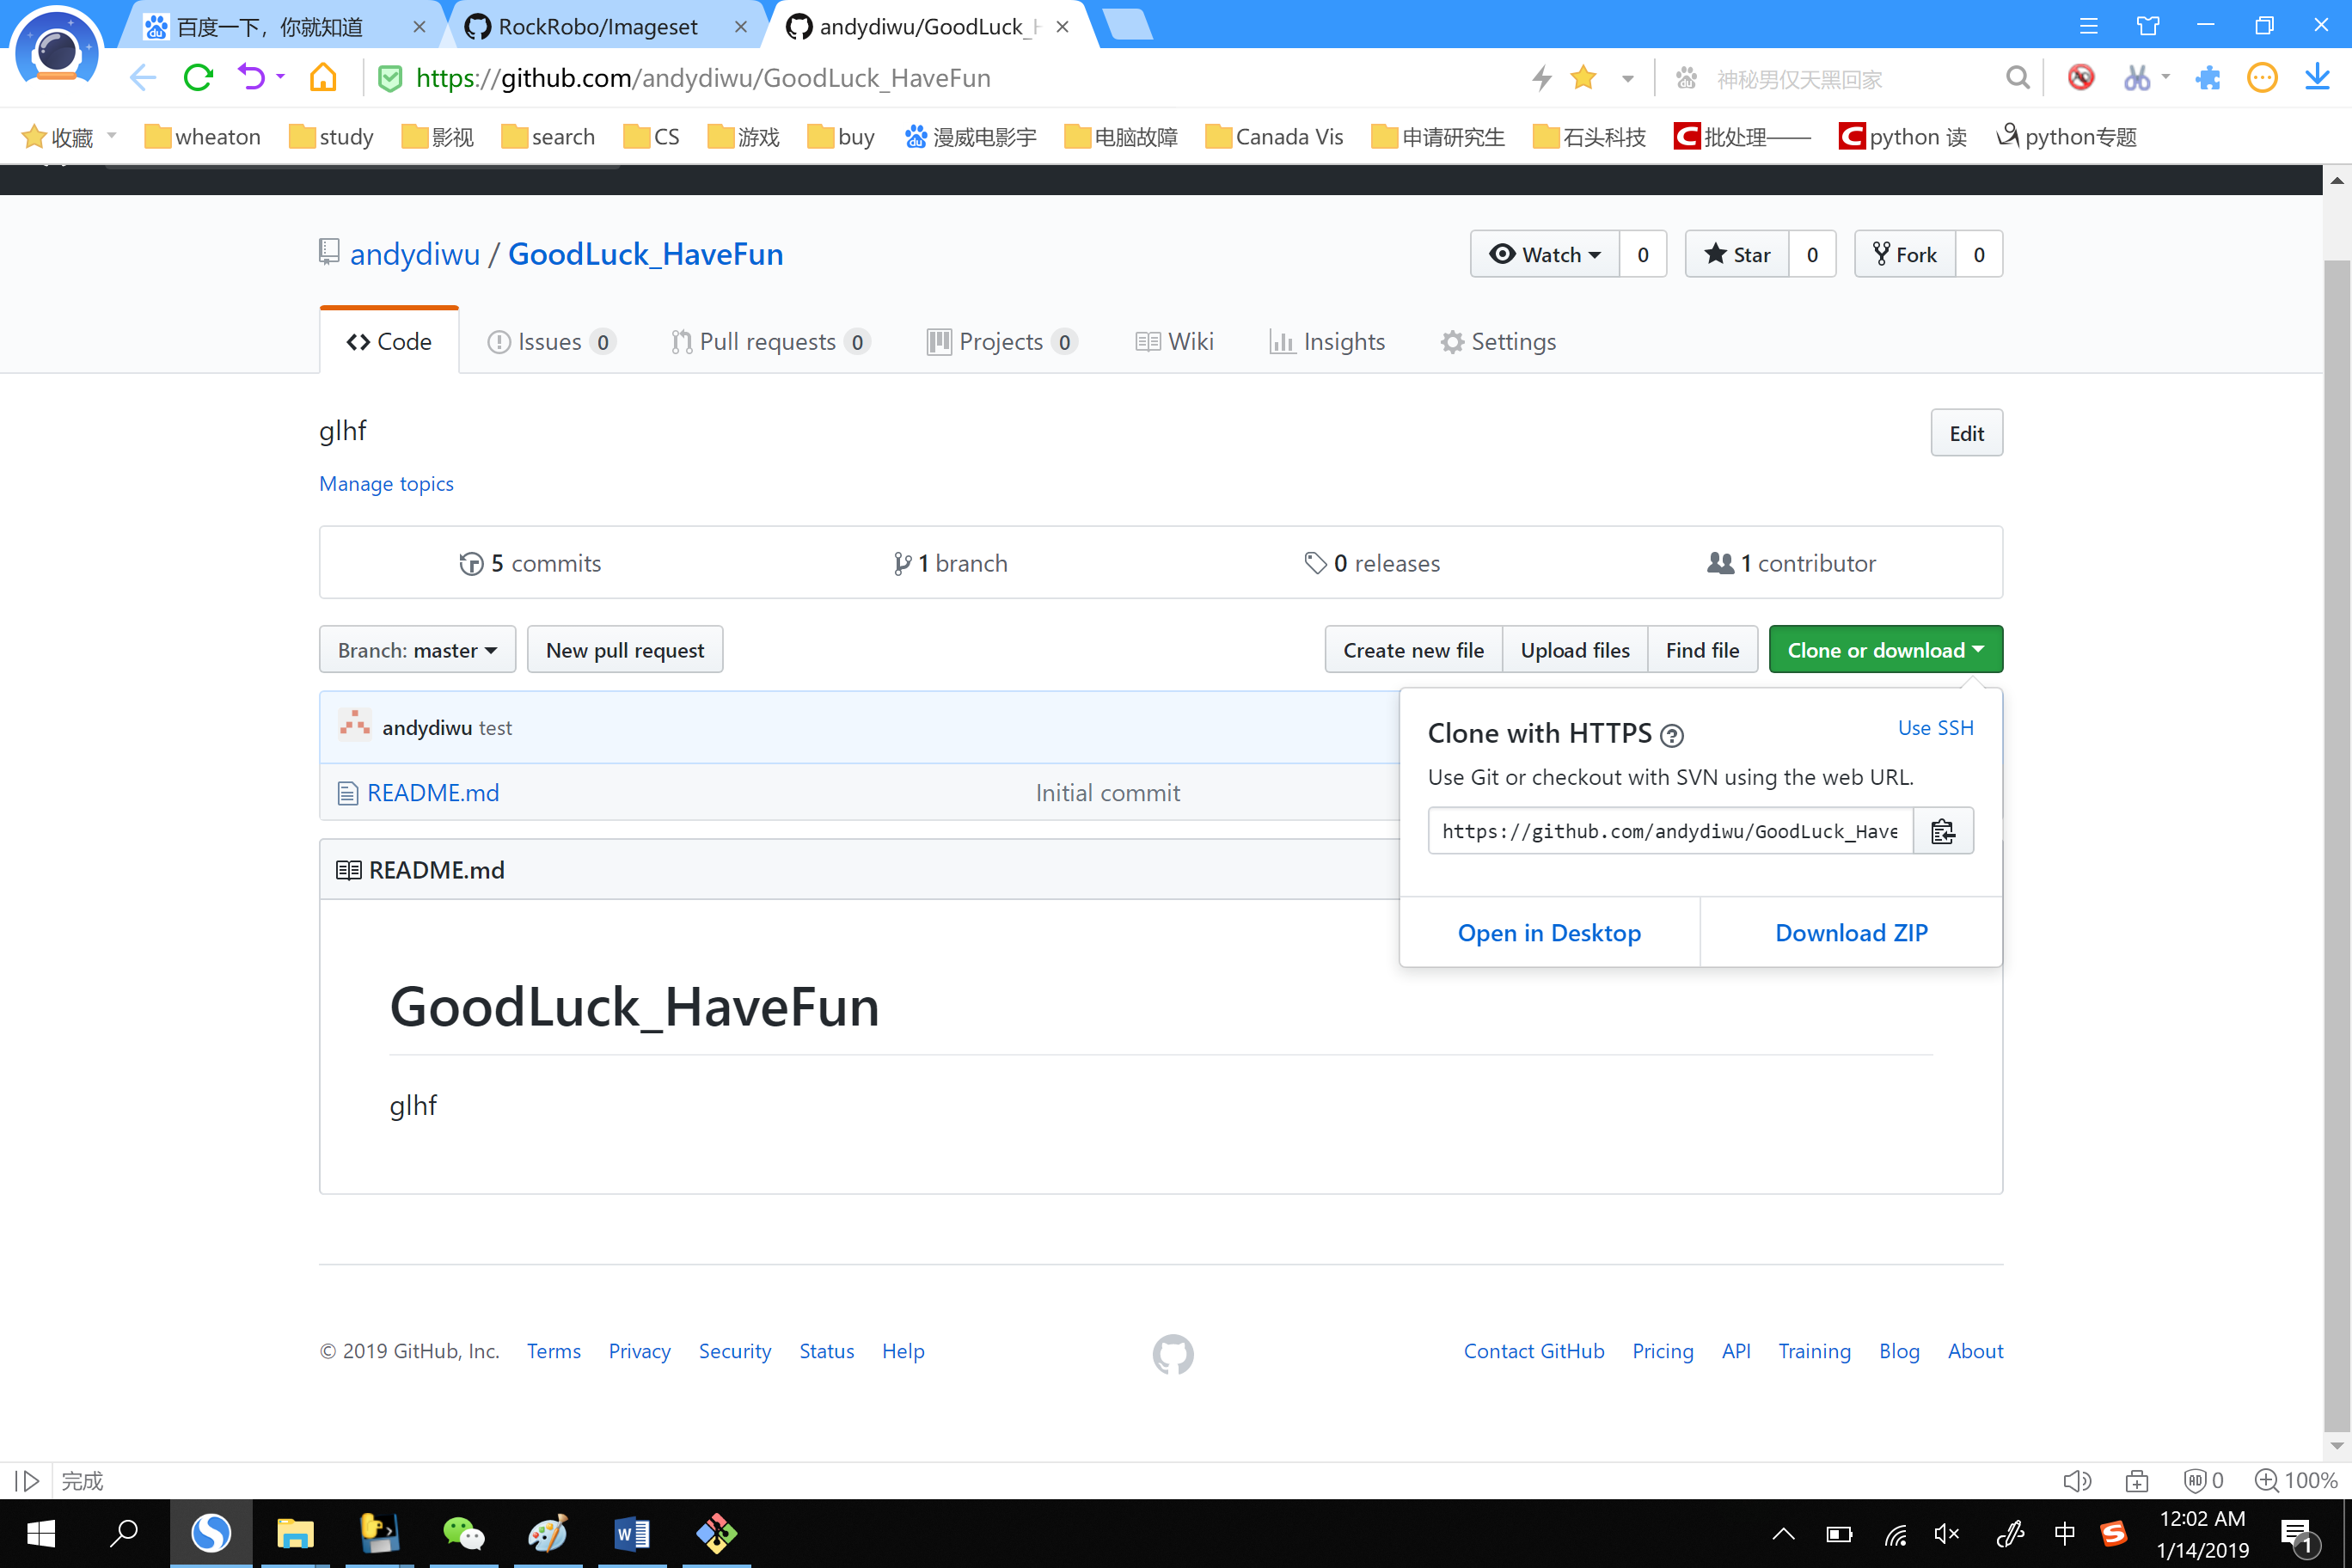 百度一下，你就知道
RockRobo/Imageset
andydiwu/GoodLuck_H
https://github.com/andydiwu/GoodLuck_HaveFun
神秘男仅天黑回家
收藏 wheaton study 影视 search CS 游戏 buy 漫威电影宇 电脑故障 Canada Vis 申请研究生 石头科技 批处理—— python 读 python专题
andydiwu / GoodLuck_HaveFun
Watch 0 Star 0 Fork 0
Code Issues 0 Pull requests 0 Projects 0 Wiki Insights Settings
glhf
Edit
Manage topics
5 commits 1 branch 0 releases 1 contributor
Branch: master New pull request Create new file Upload files Find file Clone or download
andydiwu test
README.md Initial commit
Clone with HTTPS ? Use SSH
Use Git or checkout with SVN using the web URL.
https://github.com/andydiwu/GoodLuck_Have
Open in Desktop Download ZIP
README.md
GoodLuck_HaveFun
glhf
© 2019 GitHub, Inc. Terms Privacy Security Status Help Contact GitHub Pricing API Training Blog About
完成 0 100%
中 12:02 AM
1/14/2019
1